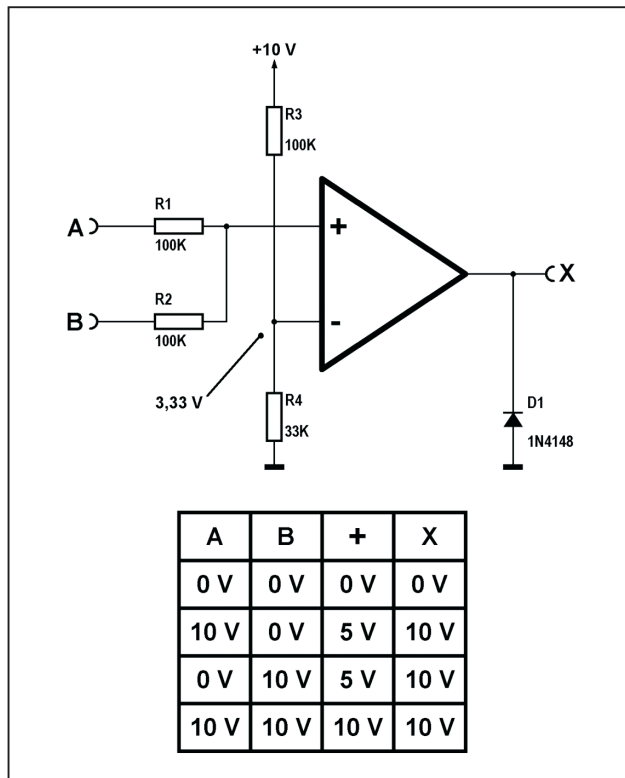 +10 V
R3
100K
R1
A
100K
+
X
R2
B
100K
-
3,33 V
R4
33K
D1
1N4148
A B + X
0 V 0 V 0 V 0 V
10 V 0 V 5 V 10 V
0 V 10 V 5 V 10 V
10 V 10 V 10 V 10 V